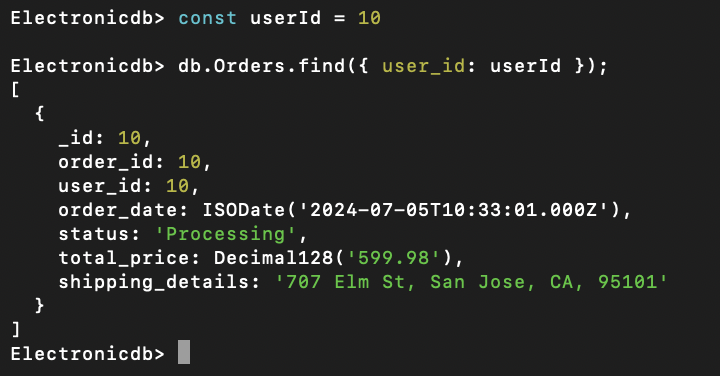 Electronicdb> const userId = 10
Electronicdb> db.Orders.find({ user_id: userId });
[
  {
    _id: 10,
    order_id: 10,
    user_id: 10,
    order_date: ISODate('2024-07-05T10:33:01.000Z'),
    status: 'Processing',
    total_price: Decimal128('599.98'),
    shipping_details: '707 Elm St, San Jose, CA, 95101'
  }
]
Electronicdb>